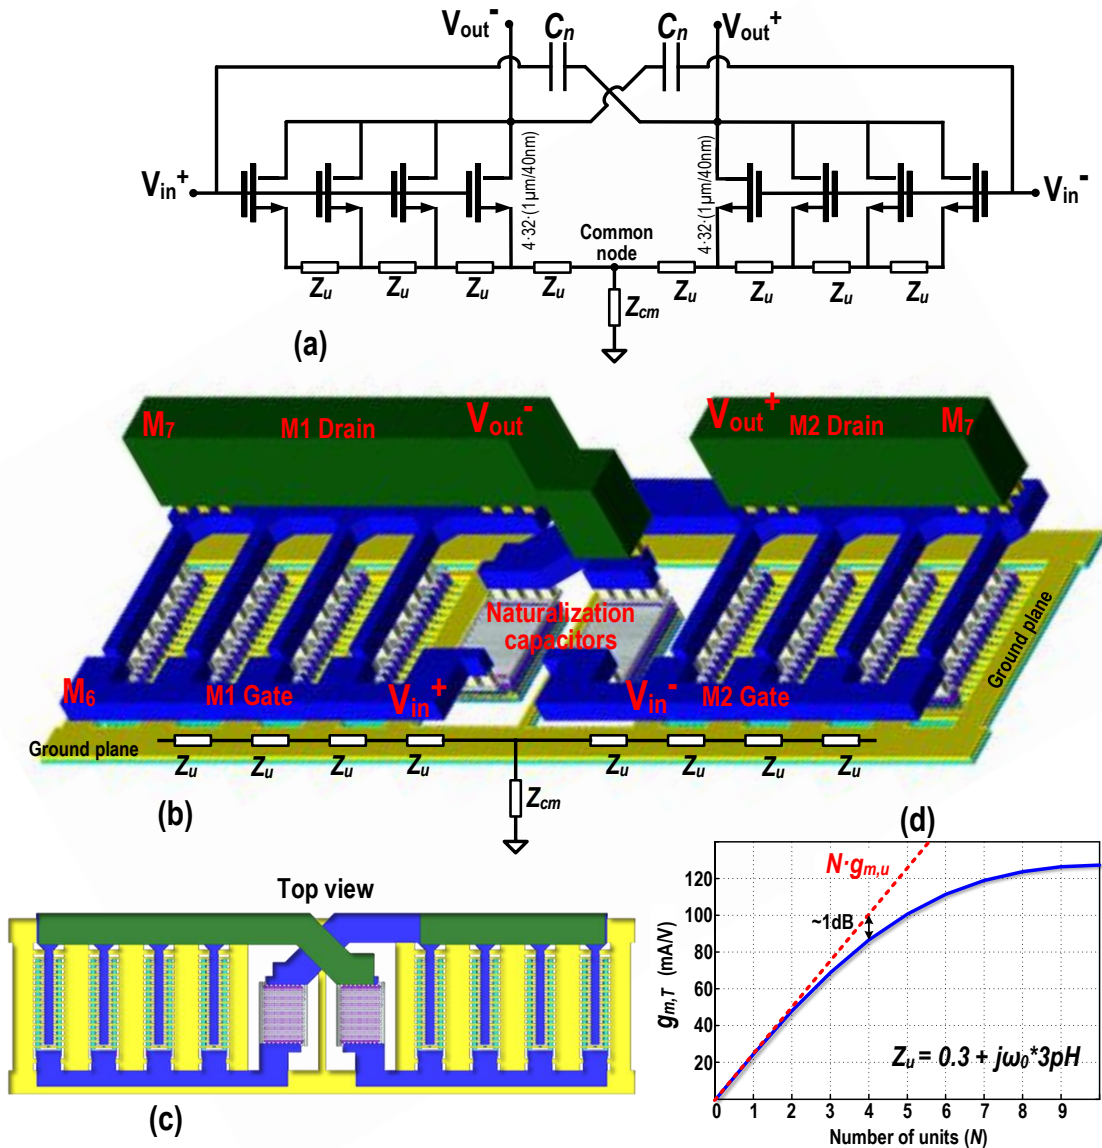 Vout- Cn Cn Vout+
Vin+ 4·32·(1μm/40nm) 4·32·(1μm/40nm) Vin-
Common
node
Zu Zu Zu Zu Zu Zu Zu Zu
Zcm
(a)
M7 M1 Drain Vout- Vout+ M2 Drain M7
Naturalization
capacitors
M6 M1 Gate Vin+ Vin- M2 Gate
Ground plane
Ground plane
Zu Zu Zu Zu Zu Zu Zu Zu
Zcm
(b)
Top view
(c)
(d)
N·gm,u
~1dB
gm,T (mA/V)
120
100
80
60
40
20
Zu = 0.3 + jω0*3pH
0 1 2 3 4 5 6 7 8 9
Number of units (N)